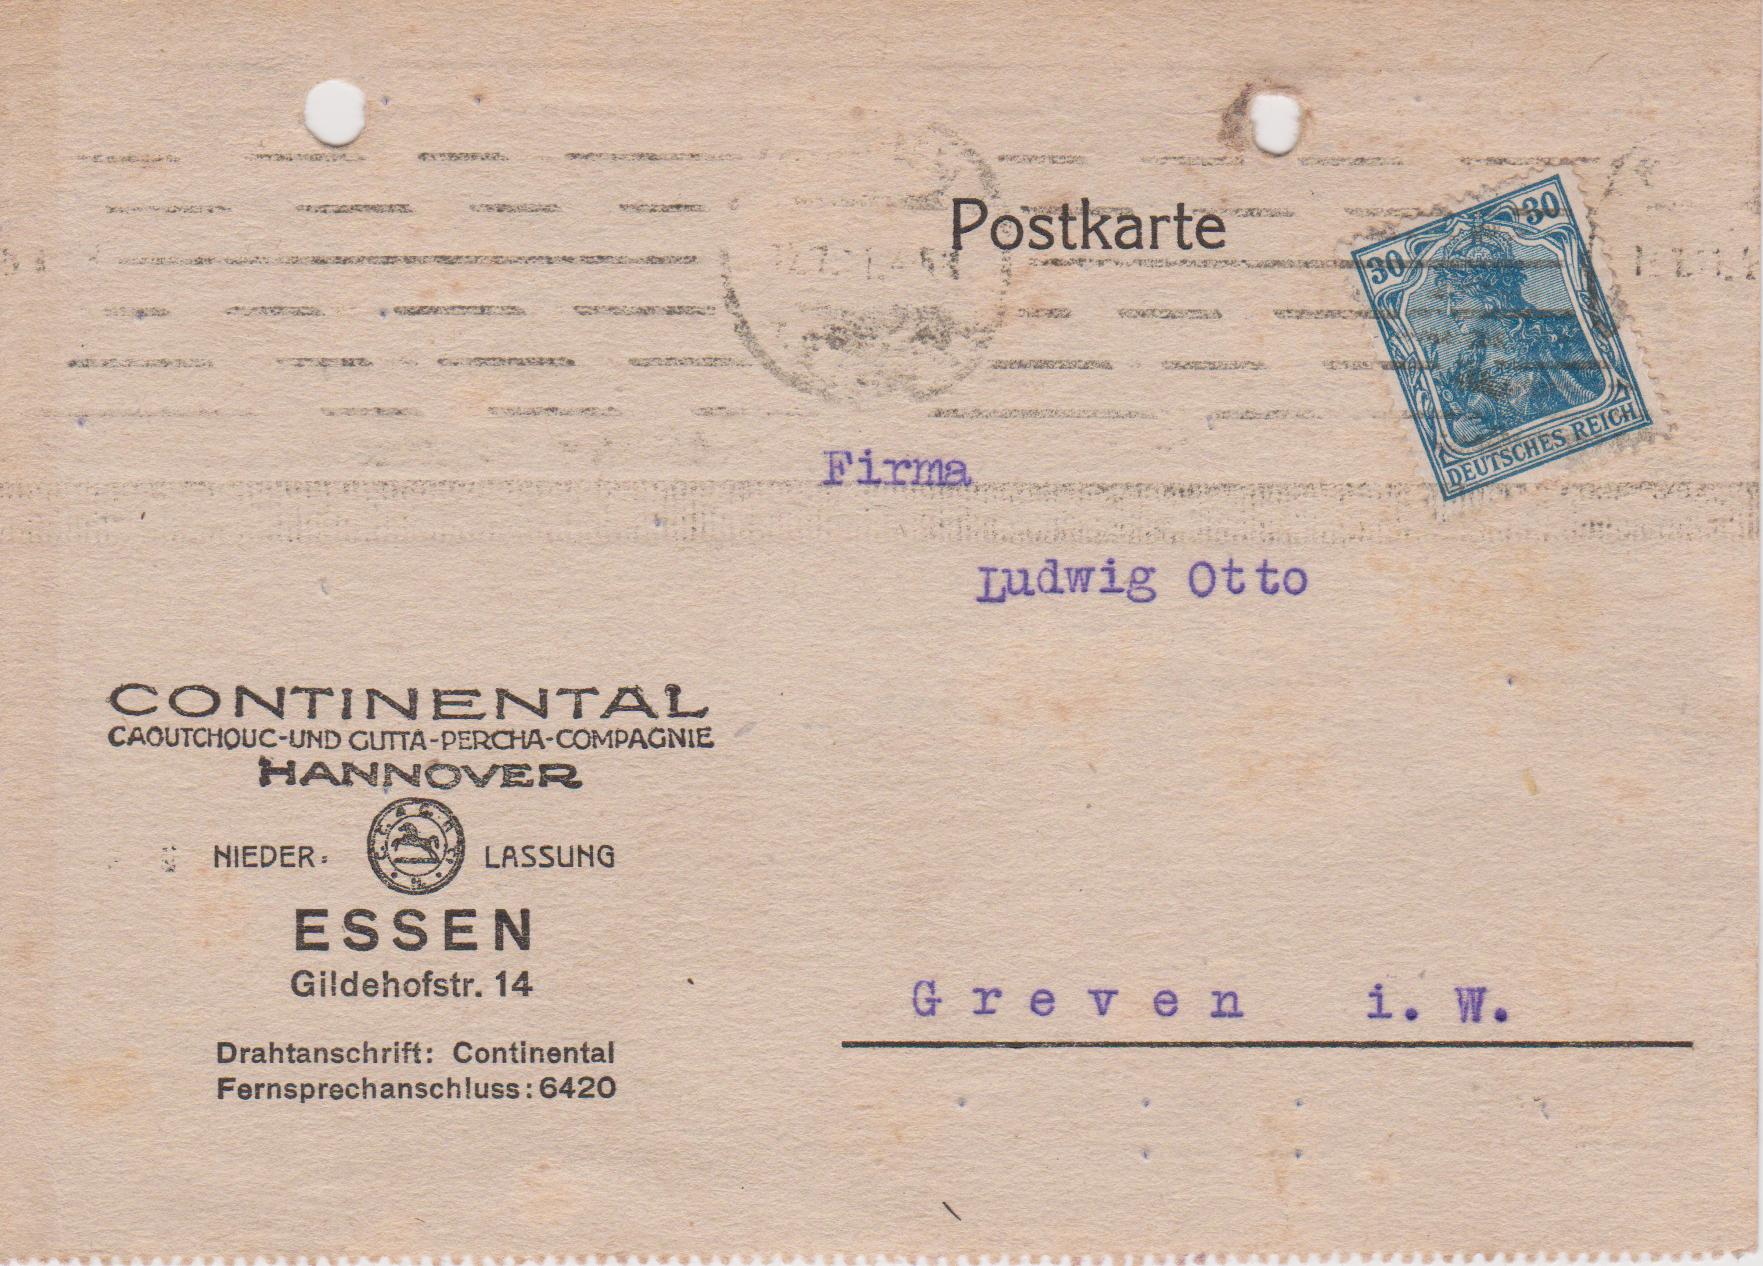 Postkarte
30
30
DEUTSCHES REICH
Firma
Ludwig Otto
Greven i. W.
CONTINENTAL
CAOUTCHOUC-UND GUTTA-PERCHA-COMPAGNIE
HANNOVER
NIEDER- LASSUNG
ESSEN
Gildehofstr. 14
Drahtanschrift: Continental
Fernsprechanschluss: 6420